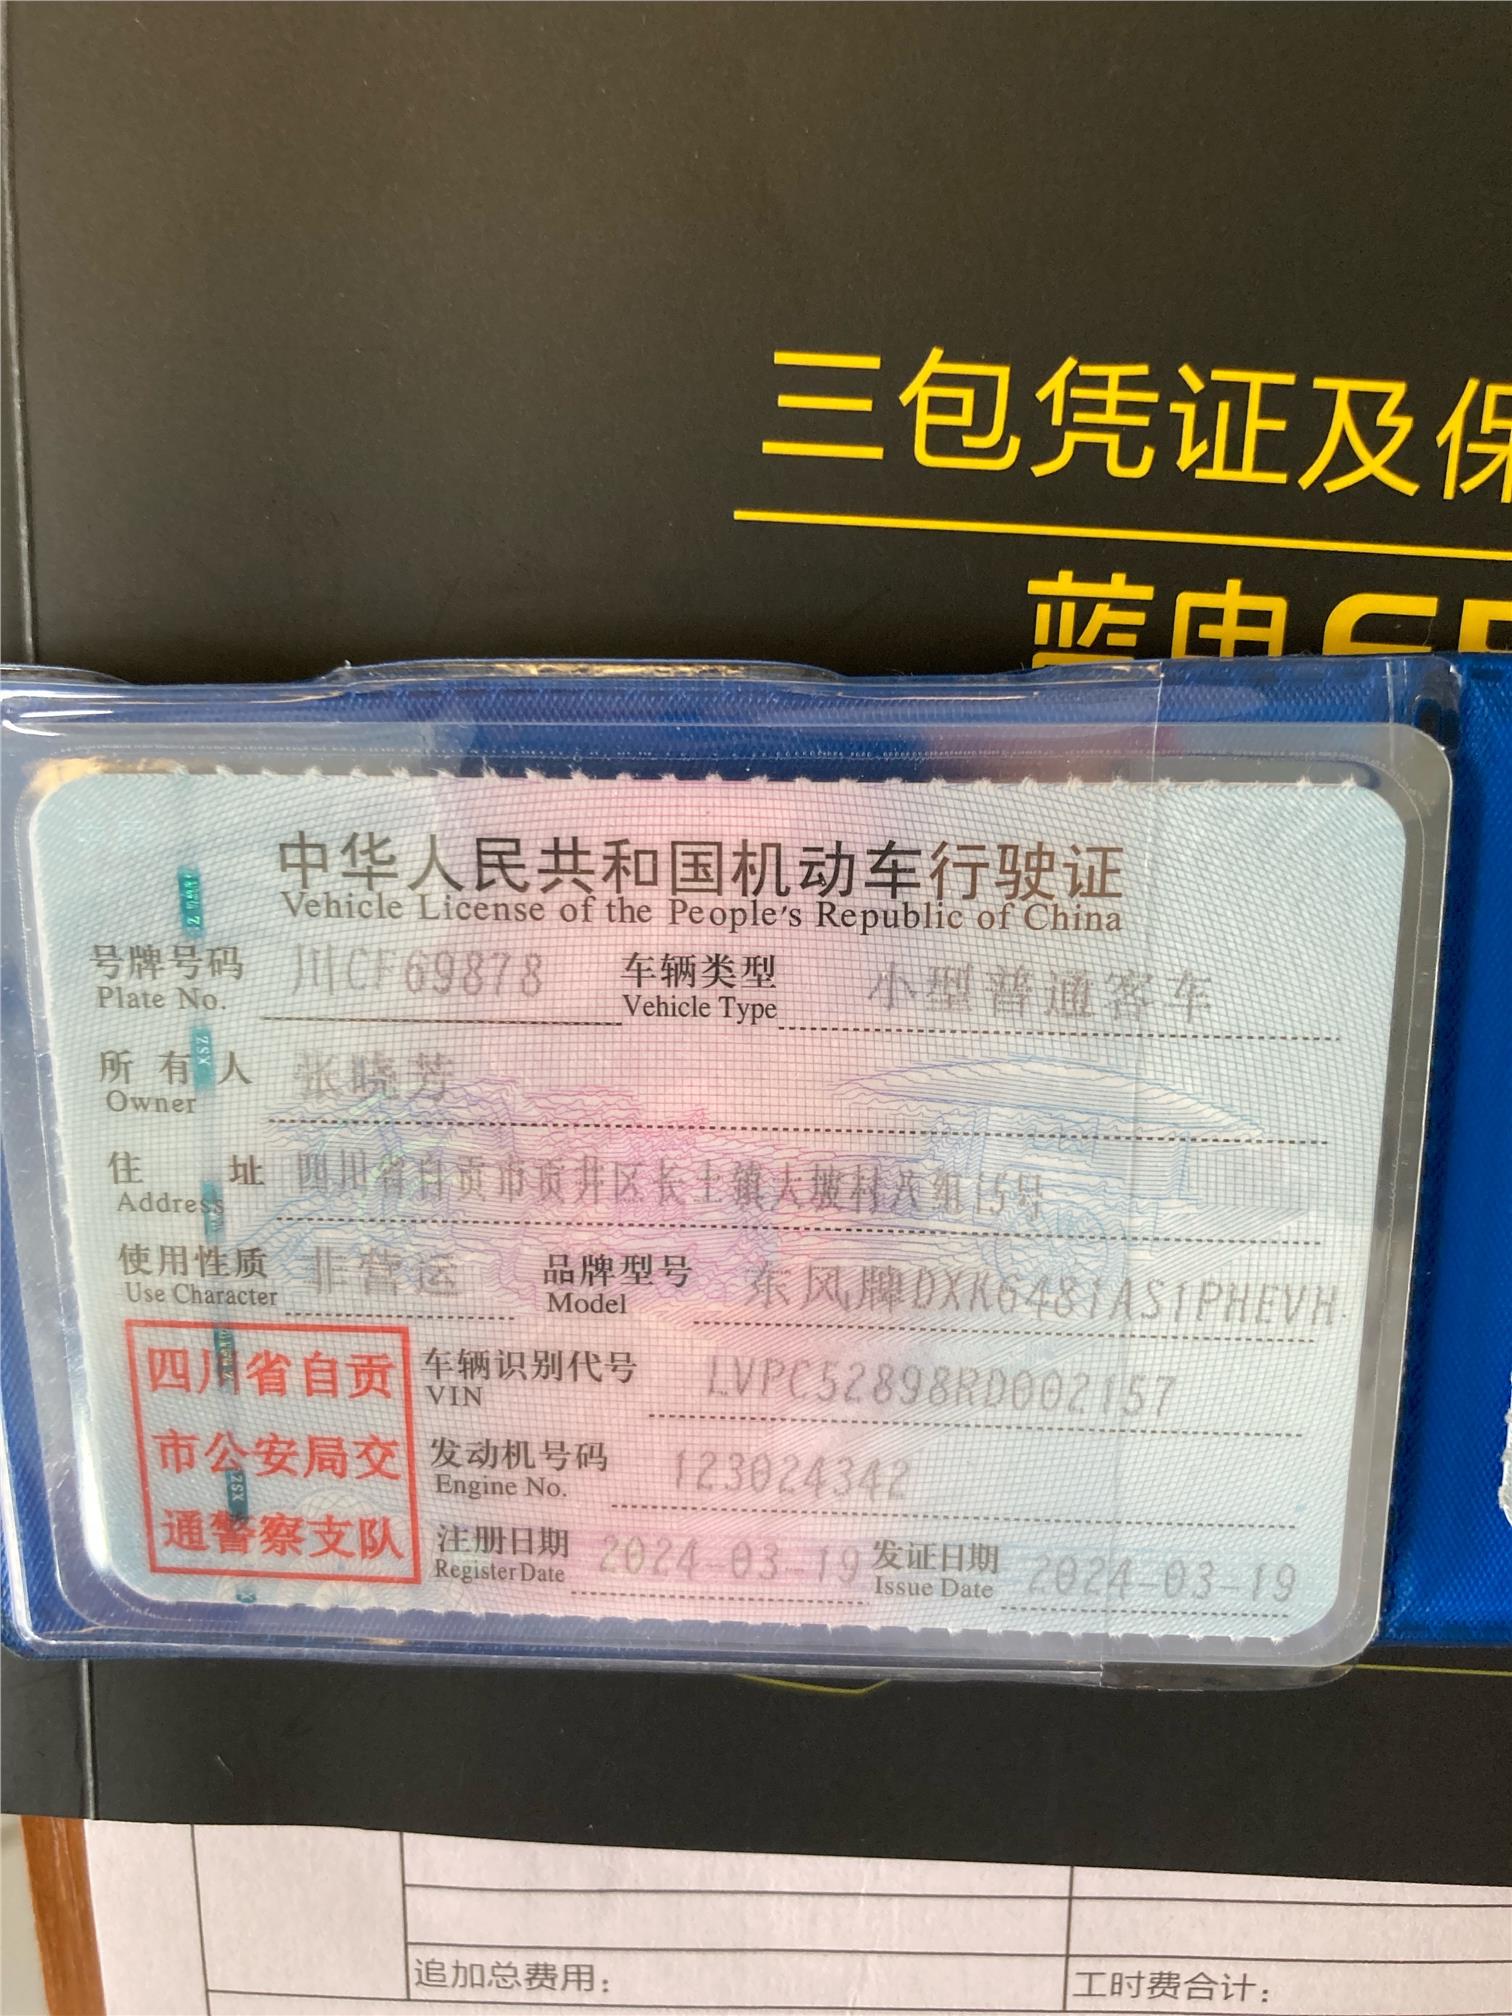 三包凭证及保
蓝电E
中华人民共和国机动车行驶证
Vehicle License of the People's Republic of China
号牌号码 川CF69878 车辆类型 小型普通客车
Plate No. Vehicle Type
所有人 张晓芳
Owner
住址 四川省自贡市贡井区长土镇大坡村八组15号
Address
使用性质 非营运 品牌型号 东风牌DXK6481AS1PHEVH
Use Character Model
四川省自贡
市公安局交
通警察支队
车辆识别代号 LVPC52898RD002157
VIN
发动机号码 123024342
Engine No.
注册日期 2024-03-19 发证日期 2024-03-19
Register Date Issue Date
追加总费用: 工时费合计: